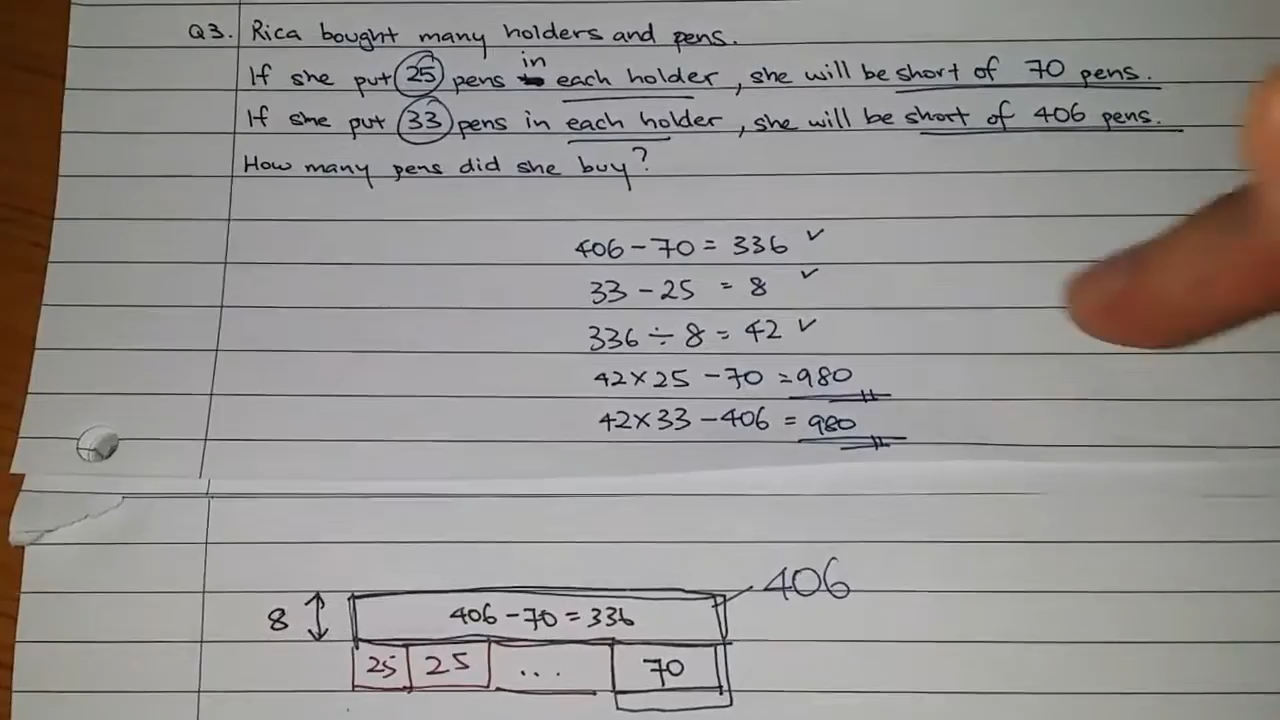 Q3. Rica bought many holders and pens.
If she put 25 pens in each holder, she will be short of 70 pens.
If she put 33 pens in each holder, she will be short of 406 pens.
How many pens did she buy?
406 - 70 = 336 ✓
33 - 25 = 8 ✓
336 ÷ 8 = 42 ✓
42 × 25 - 70 = 980
42 × 33 - 406 = 980
406
8 406 - 70 = 336
25 25 ... 70